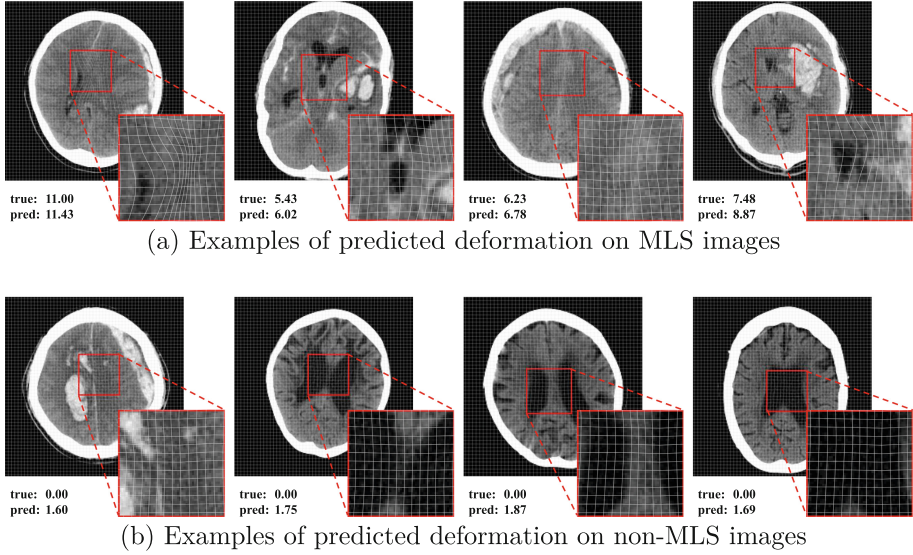 true: 11.00
pred: 11.43
true: 5.43
pred: 6.02
true: 6.23
pred: 6.78
true: 7.48
pred: 8.87
(a) Examples of predicted deformation on MLS images
true: 0.00
pred: 1.60
true: 0.00
pred: 1.75
true: 0.00
pred: 1.87
true: 0.00
pred: 1.69
(b) Examples of predicted deformation on non-MLS images